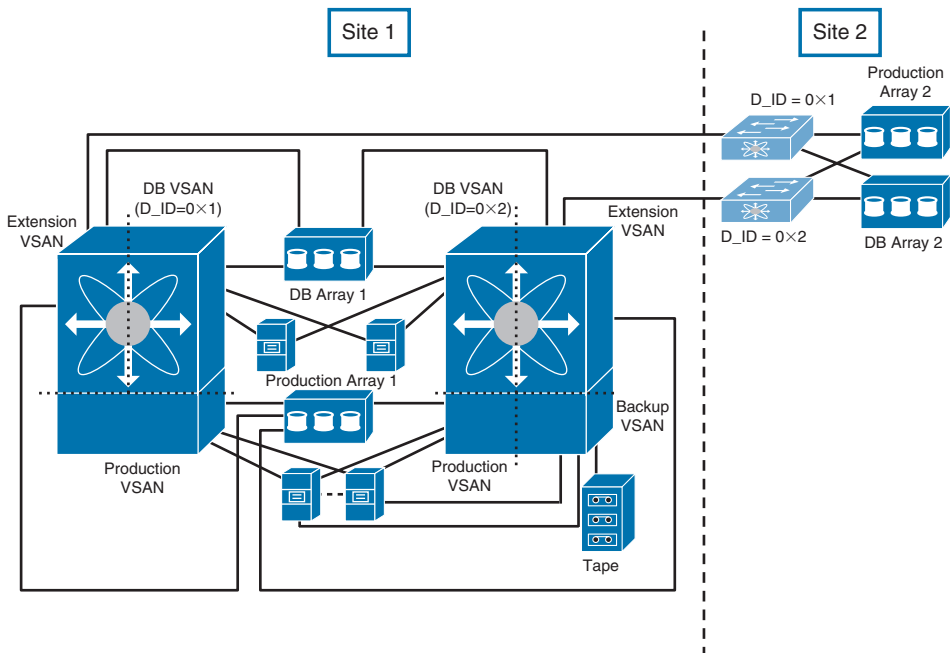 Site 1
Site 2
Production
Array 2
D_ID = 0×1
DB VSAN
(D_ID=0×1)
DB VSAN
(D_ID=0×2)
Extension
VSAN
Extension
VSAN
D_ID = 0×2
DB Array 2
DB Array 1
Production Array 1
Backup
VSAN
Production
VSAN
Production
VSAN
Tape